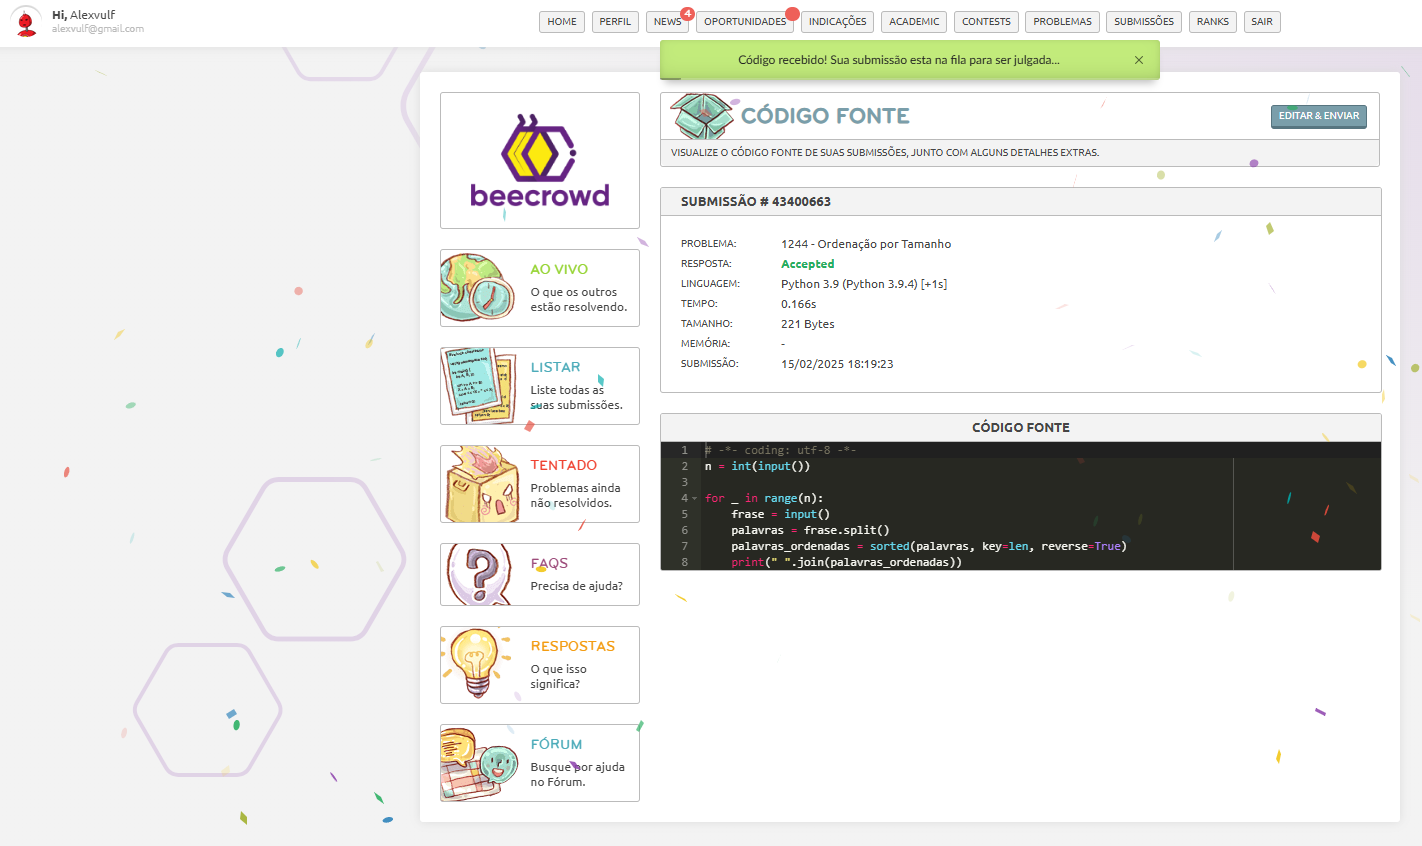 Hi, Alexvulf
alexvulf@gmail.com
HOME
PERFIL
NEWS
4
OPORTUNIDADES
INDICAÇÕES
ACADEMIC
CONTESTS
PROBLEMAS
SUBMISSÕES
RANKS
SAIR
Código recebido! Sua submissão esta na fila para ser julgada...
beecrowd
AO VIVO
O que os outros
estão resolvendo.
LISTAR
Liste todas as
suas submissões.
TENTADO
Problemas ainda
não resolvidos.
FAQS
Precisa de ajuda?
RESPOSTAS
O que isso
significa?
FÓRUM
Busque por ajuda
no Fórum.
CÓDIGO FONTE
EDITAR & ENVIAR
VISUALIZE O CÓDIGO FONTE DE SUAS SUBMISSÕES, JUNTO COM ALGUNS DETALHES EXTRAS.
SUBMISSÃO # 43400663
PROBLEMA: 1244 - Ordenação por Tamanho
RESPOSTA: Accepted
LINGUAGEM: Python 3.9 (Python 3.9.4) [+1s]
TEMPO: 0.166s
TAMANHO: 221 Bytes
MEMÓRIA: -
SUBMISSÃO: 15/02/2025 18:19:23
CÓDIGO FONTE
1 # -*- coding: utf-8 -*-
2 n = int(input())
3
4 for _ in range(n):
5     frase = input()
6     palavras = frase.split()
7     palavras_ordenadas = sorted(palavras, key=len, reverse=True)
8     print(" ".join(palavras_ordenadas))